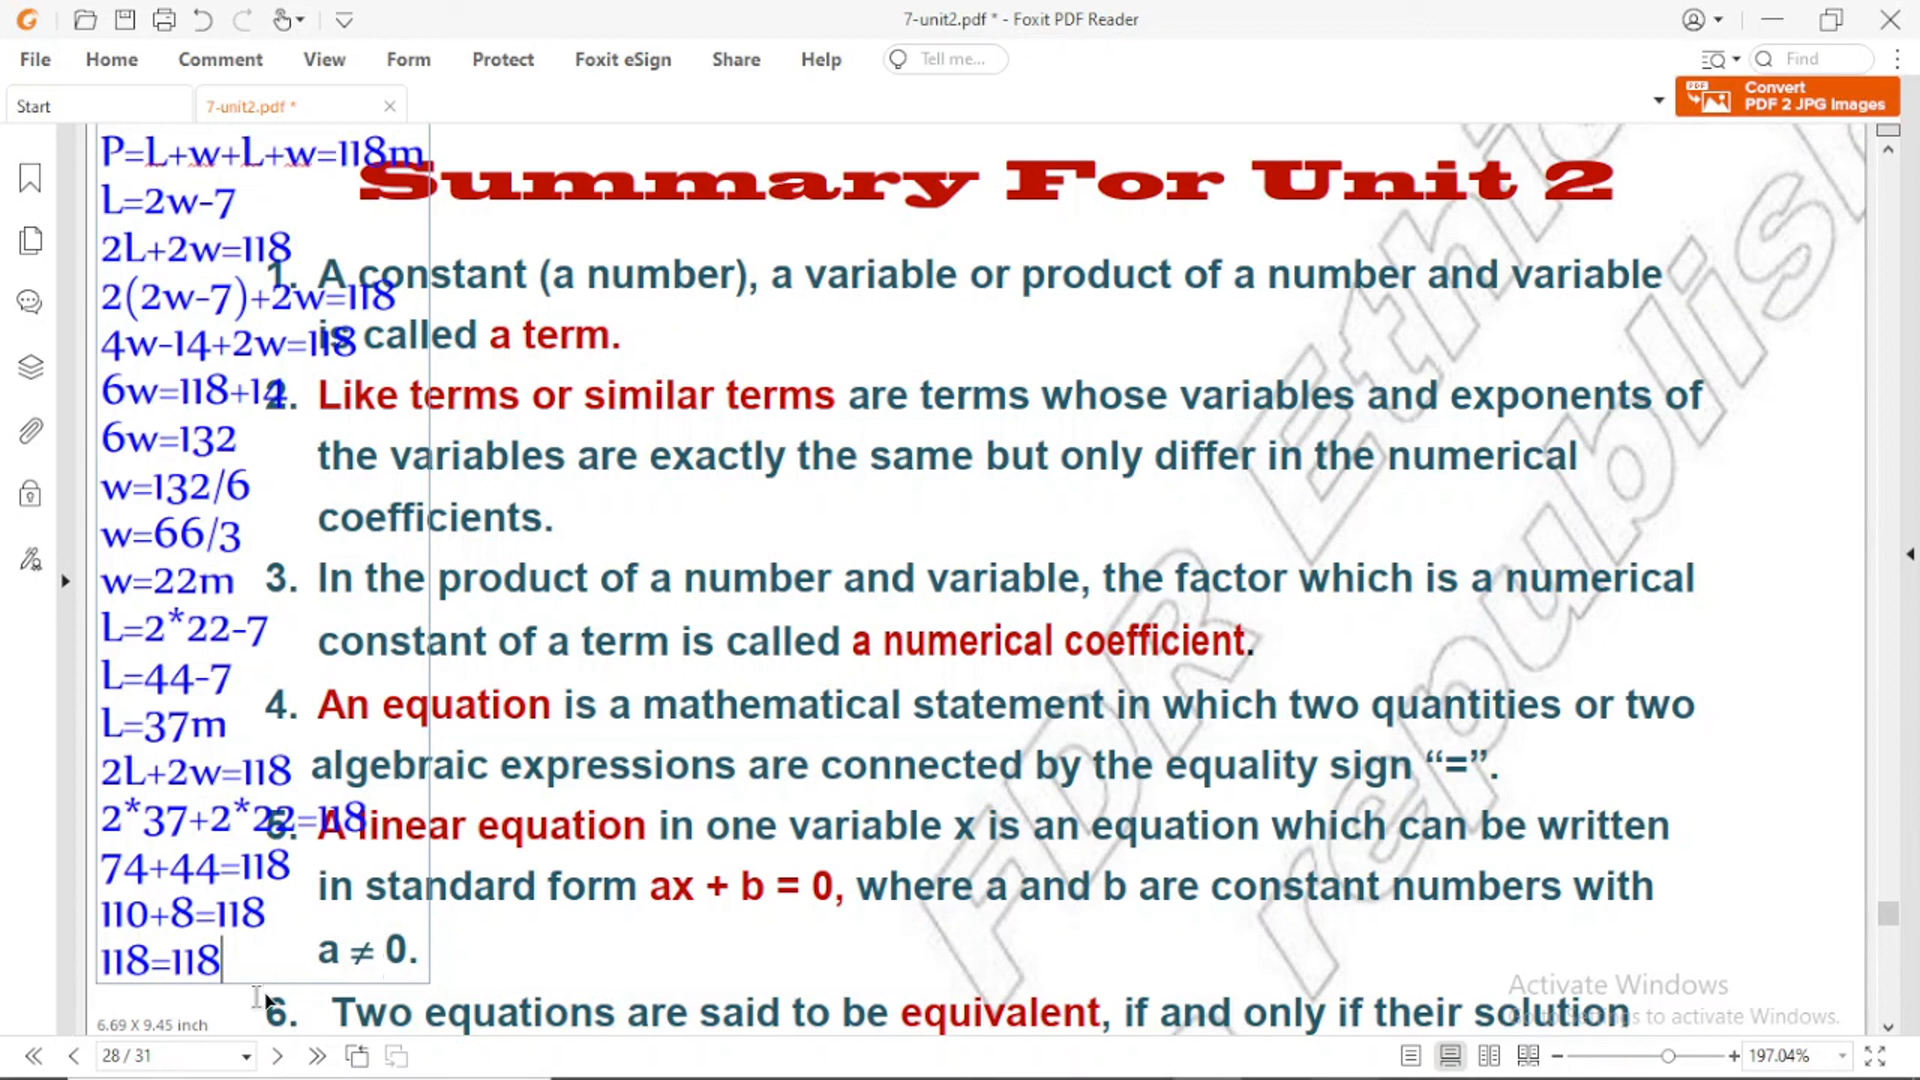 7-unit2.pdf * - Foxit PDF Reader
File Home Comment View Form Protect Foxit eSign Share Help Tell me... Find
Start 7-unit2.pdf *
Convert
PDF 2 JPG Images
P=L+w+L+w=118m
L=2w-7
2L+2w=118
2(2w-7)+2w=118
4w-14+2w=118
6w=118+14
6w=132
w=132/6
w=66/3
w=22m
L=2*22-7
L=44-7
L=37m
2L+2w=118
2*37+2*22=118
74+44=118
110+8=118
118=118
Summary For Unit 2
1. A constant (a number), a variable or product of a number and variable
is called a term.
2. Like terms or similar terms are terms whose variables and exponents of
the variables are exactly the same but only differ in the numerical
coefficients.
3. In the product of a number and variable, the factor which is a numerical
constant of a term is called a numerical coefficient.
4. An equation is a mathematical statement in which two quantities or two
algebraic expressions are connected by the equality sign “=”.
5. A linear equation in one variable x is an equation which can be written
in standard form ax + b = 0, where a and b are constant numbers with
a ≠ 0.
6. Two equations are said to be equivalent, if and only if their solution
FDR Ethio
republis
Activate Windows
Go to Settings to activate Windows.
6.69 X 9.45 inch
28 / 31
197.04%